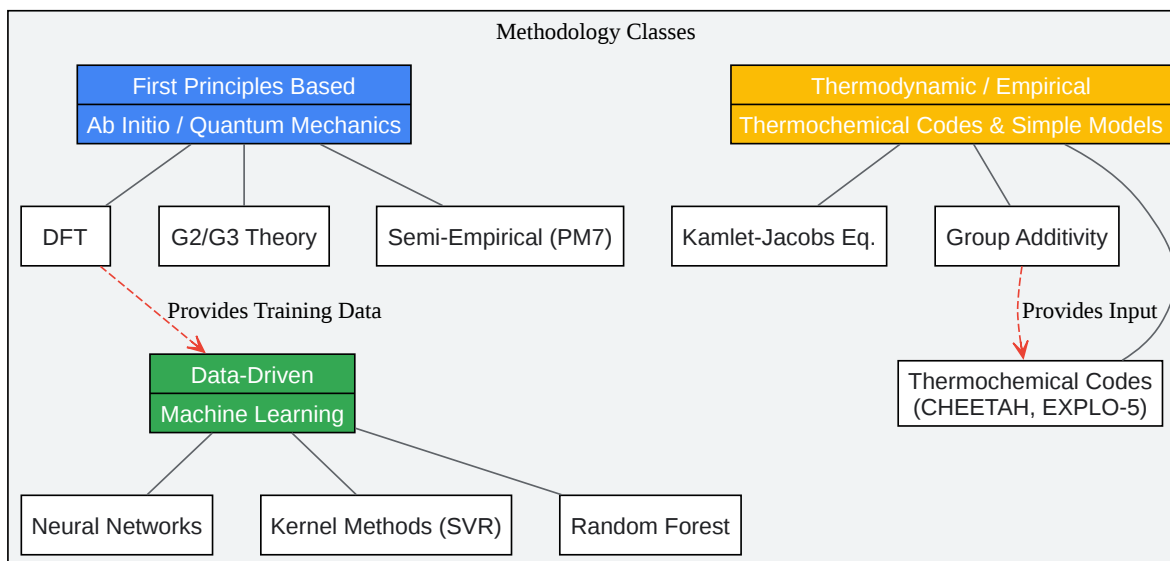 Methodology Classes
First Principles Based
Ab Initio / Quantum Mechanics
Thermodynamic / Empirical
Thermochemical Codes & Simple Models
DFT
G2/G3 Theory
Semi-Empirical (PM7)
Kamlet-Jacobs Eq.
Group Additivity
Provides Training Data
Provides Input
Data-Driven
Machine Learning
Thermochemical Codes
(CHEETAH, EXPLO-5)
Neural Networks
Kernel Methods (SVR)
Random Forest